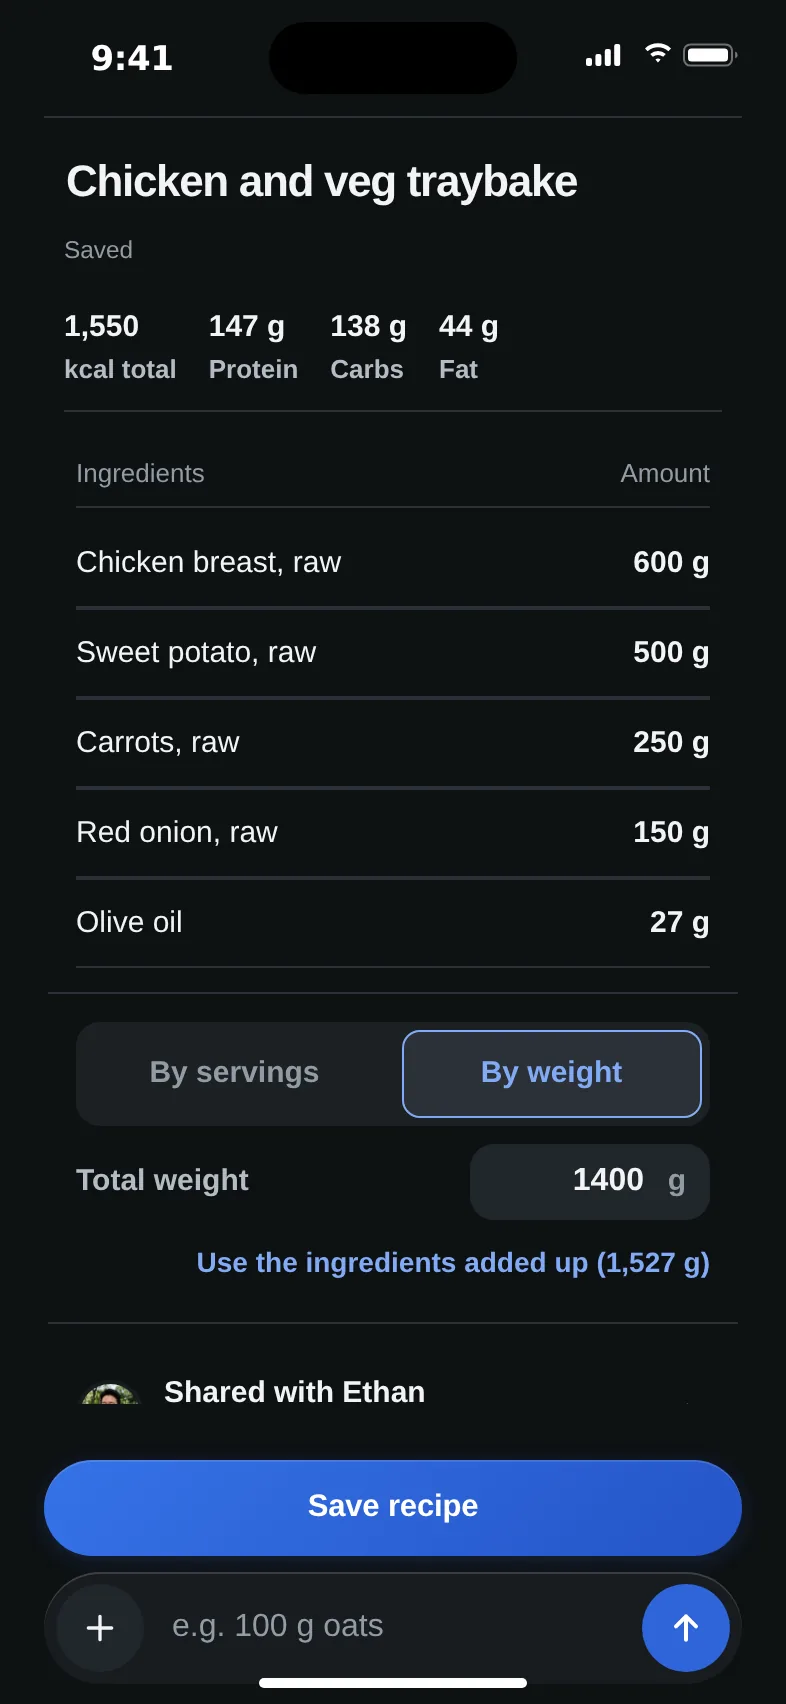 9:41
Chicken and veg traybake
Saved
1,550 147 g 138 g 44 g
kcal total Protein Carbs Fat
Ingredients Amount
Chicken breast, raw 600 g
Sweet potato, raw 500 g
Carrots, raw 250 g
Red onion, raw 150 g
Olive oil 27 g
By servings By weight
Total weight 1400 g
Use the ingredients added up (1,527 g)
Shared with Ethan
Save recipe
e.g. 100 g oats